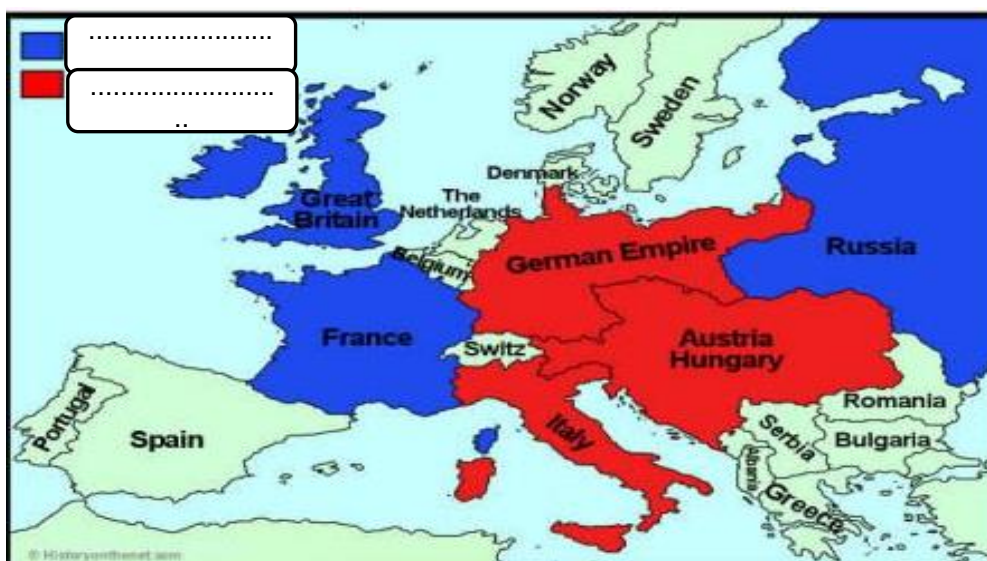 ..........................
..........................
..
Norway
Sweden
Denmark
The
Netherlands
Great
Britain
Belgium
German Empire
Russia
France
Switz
Austria
Hungary
Italy
Portugal
Spain
Romania
Serbia
Bulgaria
Albania
Greece
© Historyonthenet.com